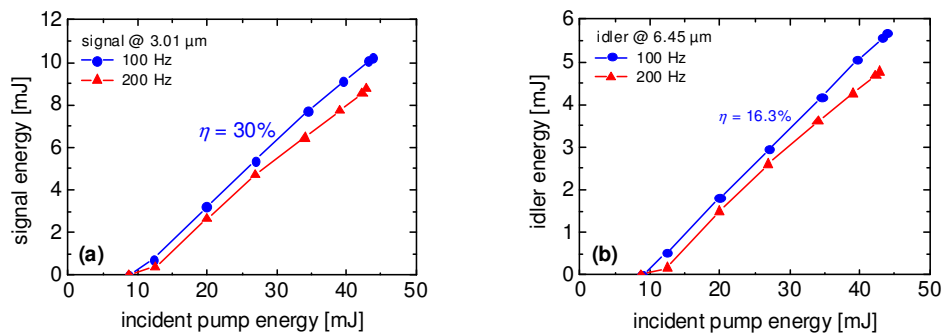 12
10
8
6
4
2
0
signal energy [mJ]
signal @ 3.01 µm
100 Hz
200 Hz
η = 30%
(a)
0 10 20 30 40 50
incident pump energy [mJ]
6
5
4
3
2
1
0
idler energy [mJ]
idler @ 6.45 µm
100 Hz
200 Hz
η = 16.3%
(b)
0 10 20 30 40 50
incident pump energy [mJ]